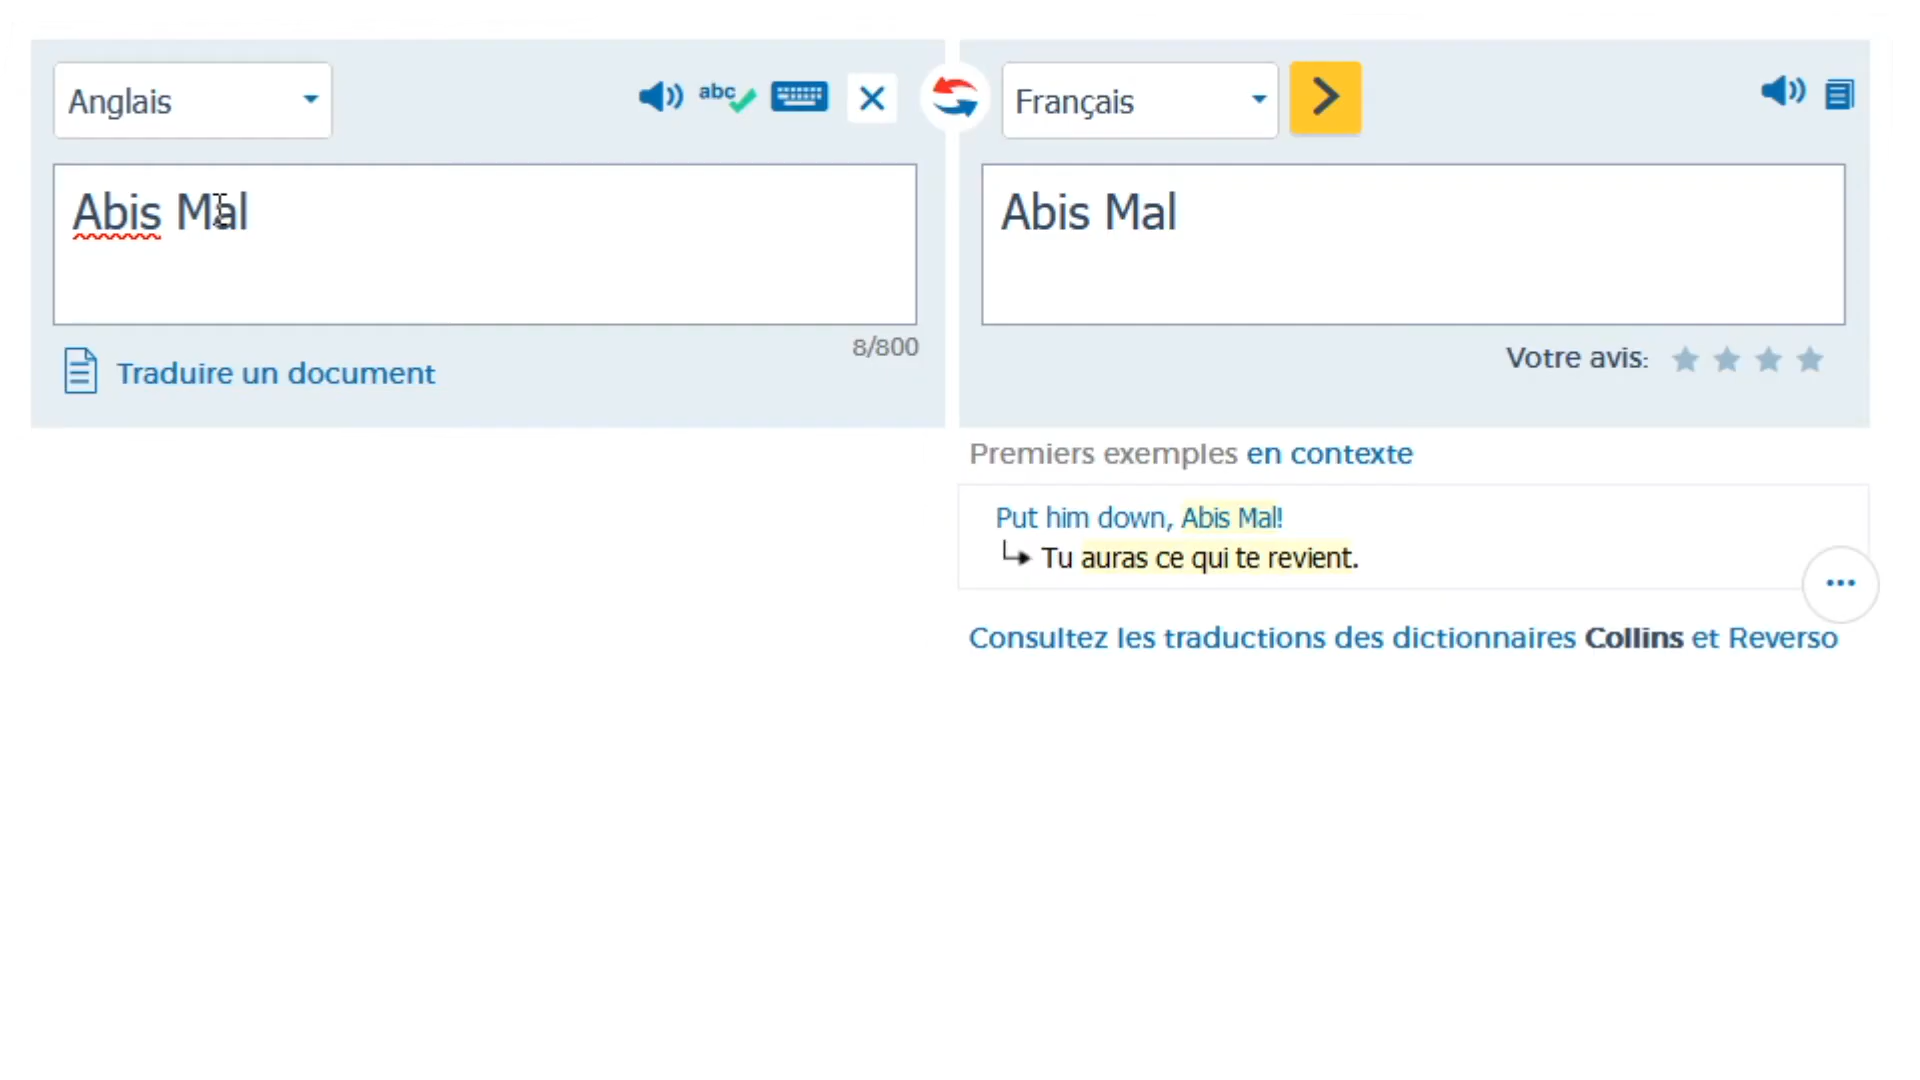 Anglais
abc
Français
Abis Mal
Abis Mal
8/800
Traduire un document
Votre avis:
Premiers exemples en contexte
Put him down, Abis Mal!
Tu auras ce qui te revient.
Consultez les traductions des dictionnaires Collins et Reverso